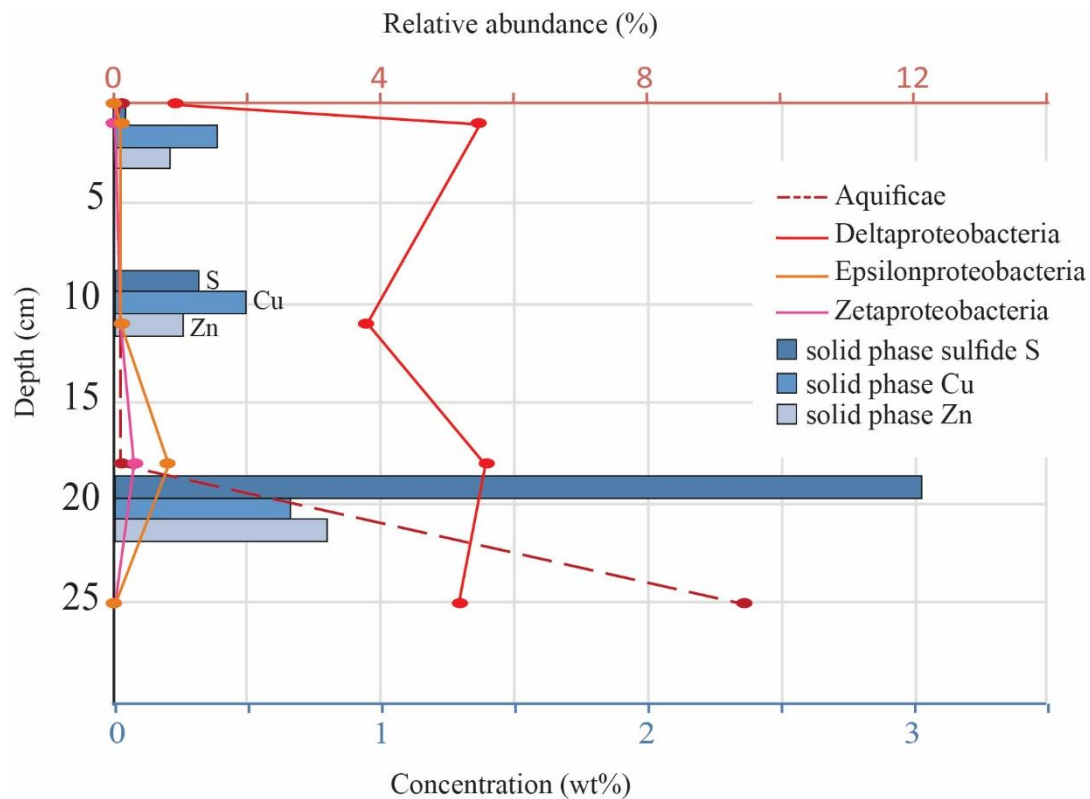 Relative abundance (%)
0 4 8 12
5
10
15
20
25
Depth (cm)
S
Cu
Zn
Aquificae
Deltaproteobacteria
Epsilonproteobacteria
Zetaproteobacteria
solid phase sulfide S
solid phase Cu
solid phase Zn
0 1 2 3
Concentration (wt%)